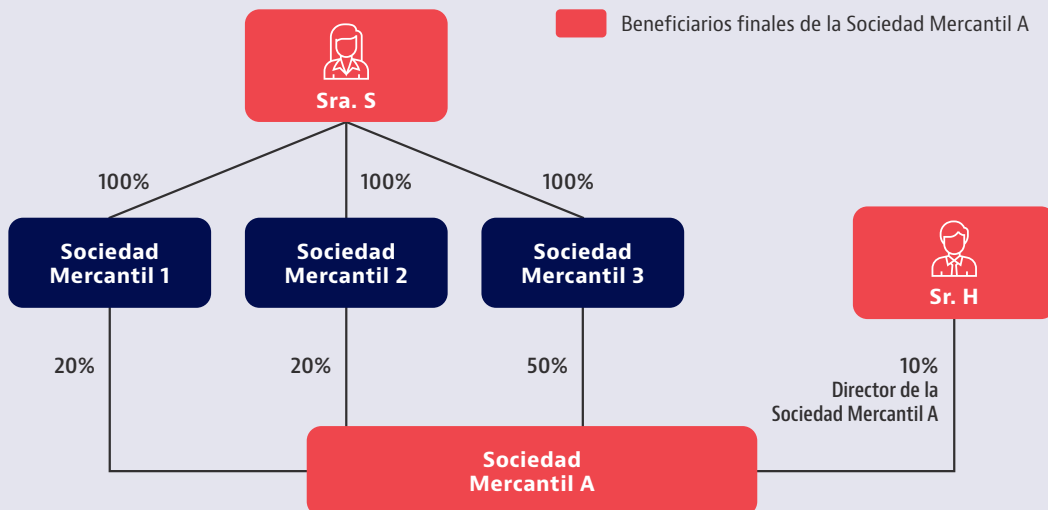 Beneficiarios finales de la Sociedad Mercantil A
Sra. S
100%
100%
100%
Sociedad
Mercantil 1
Sociedad
Mercantil 2
Sociedad
Mercantil 3
Sr. H
20%
20%
50%
10%
Director de la
Sociedad Mercantil A
Sociedad
Mercantil A